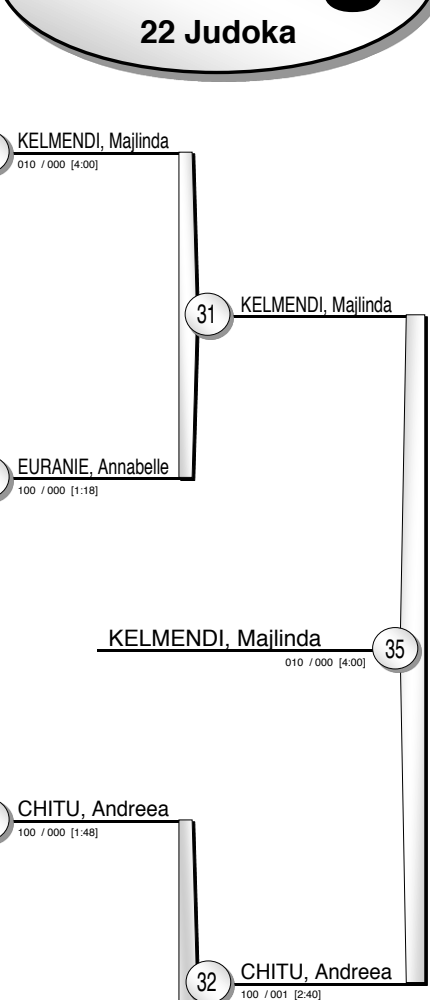 22 Judoka
KELMENDI, Majlinda
010 / 000 [4:00]
31 KELMENDI, Majlinda
EURANIE, Annabelle
100 / 000 [1:18]
KELMENDI, Majlinda 35
010 / 000 [4:00]
CHITU, Andreea
100 / 000 [1:48]
32 CHITU, Andreea
100 / 001 [2:40]